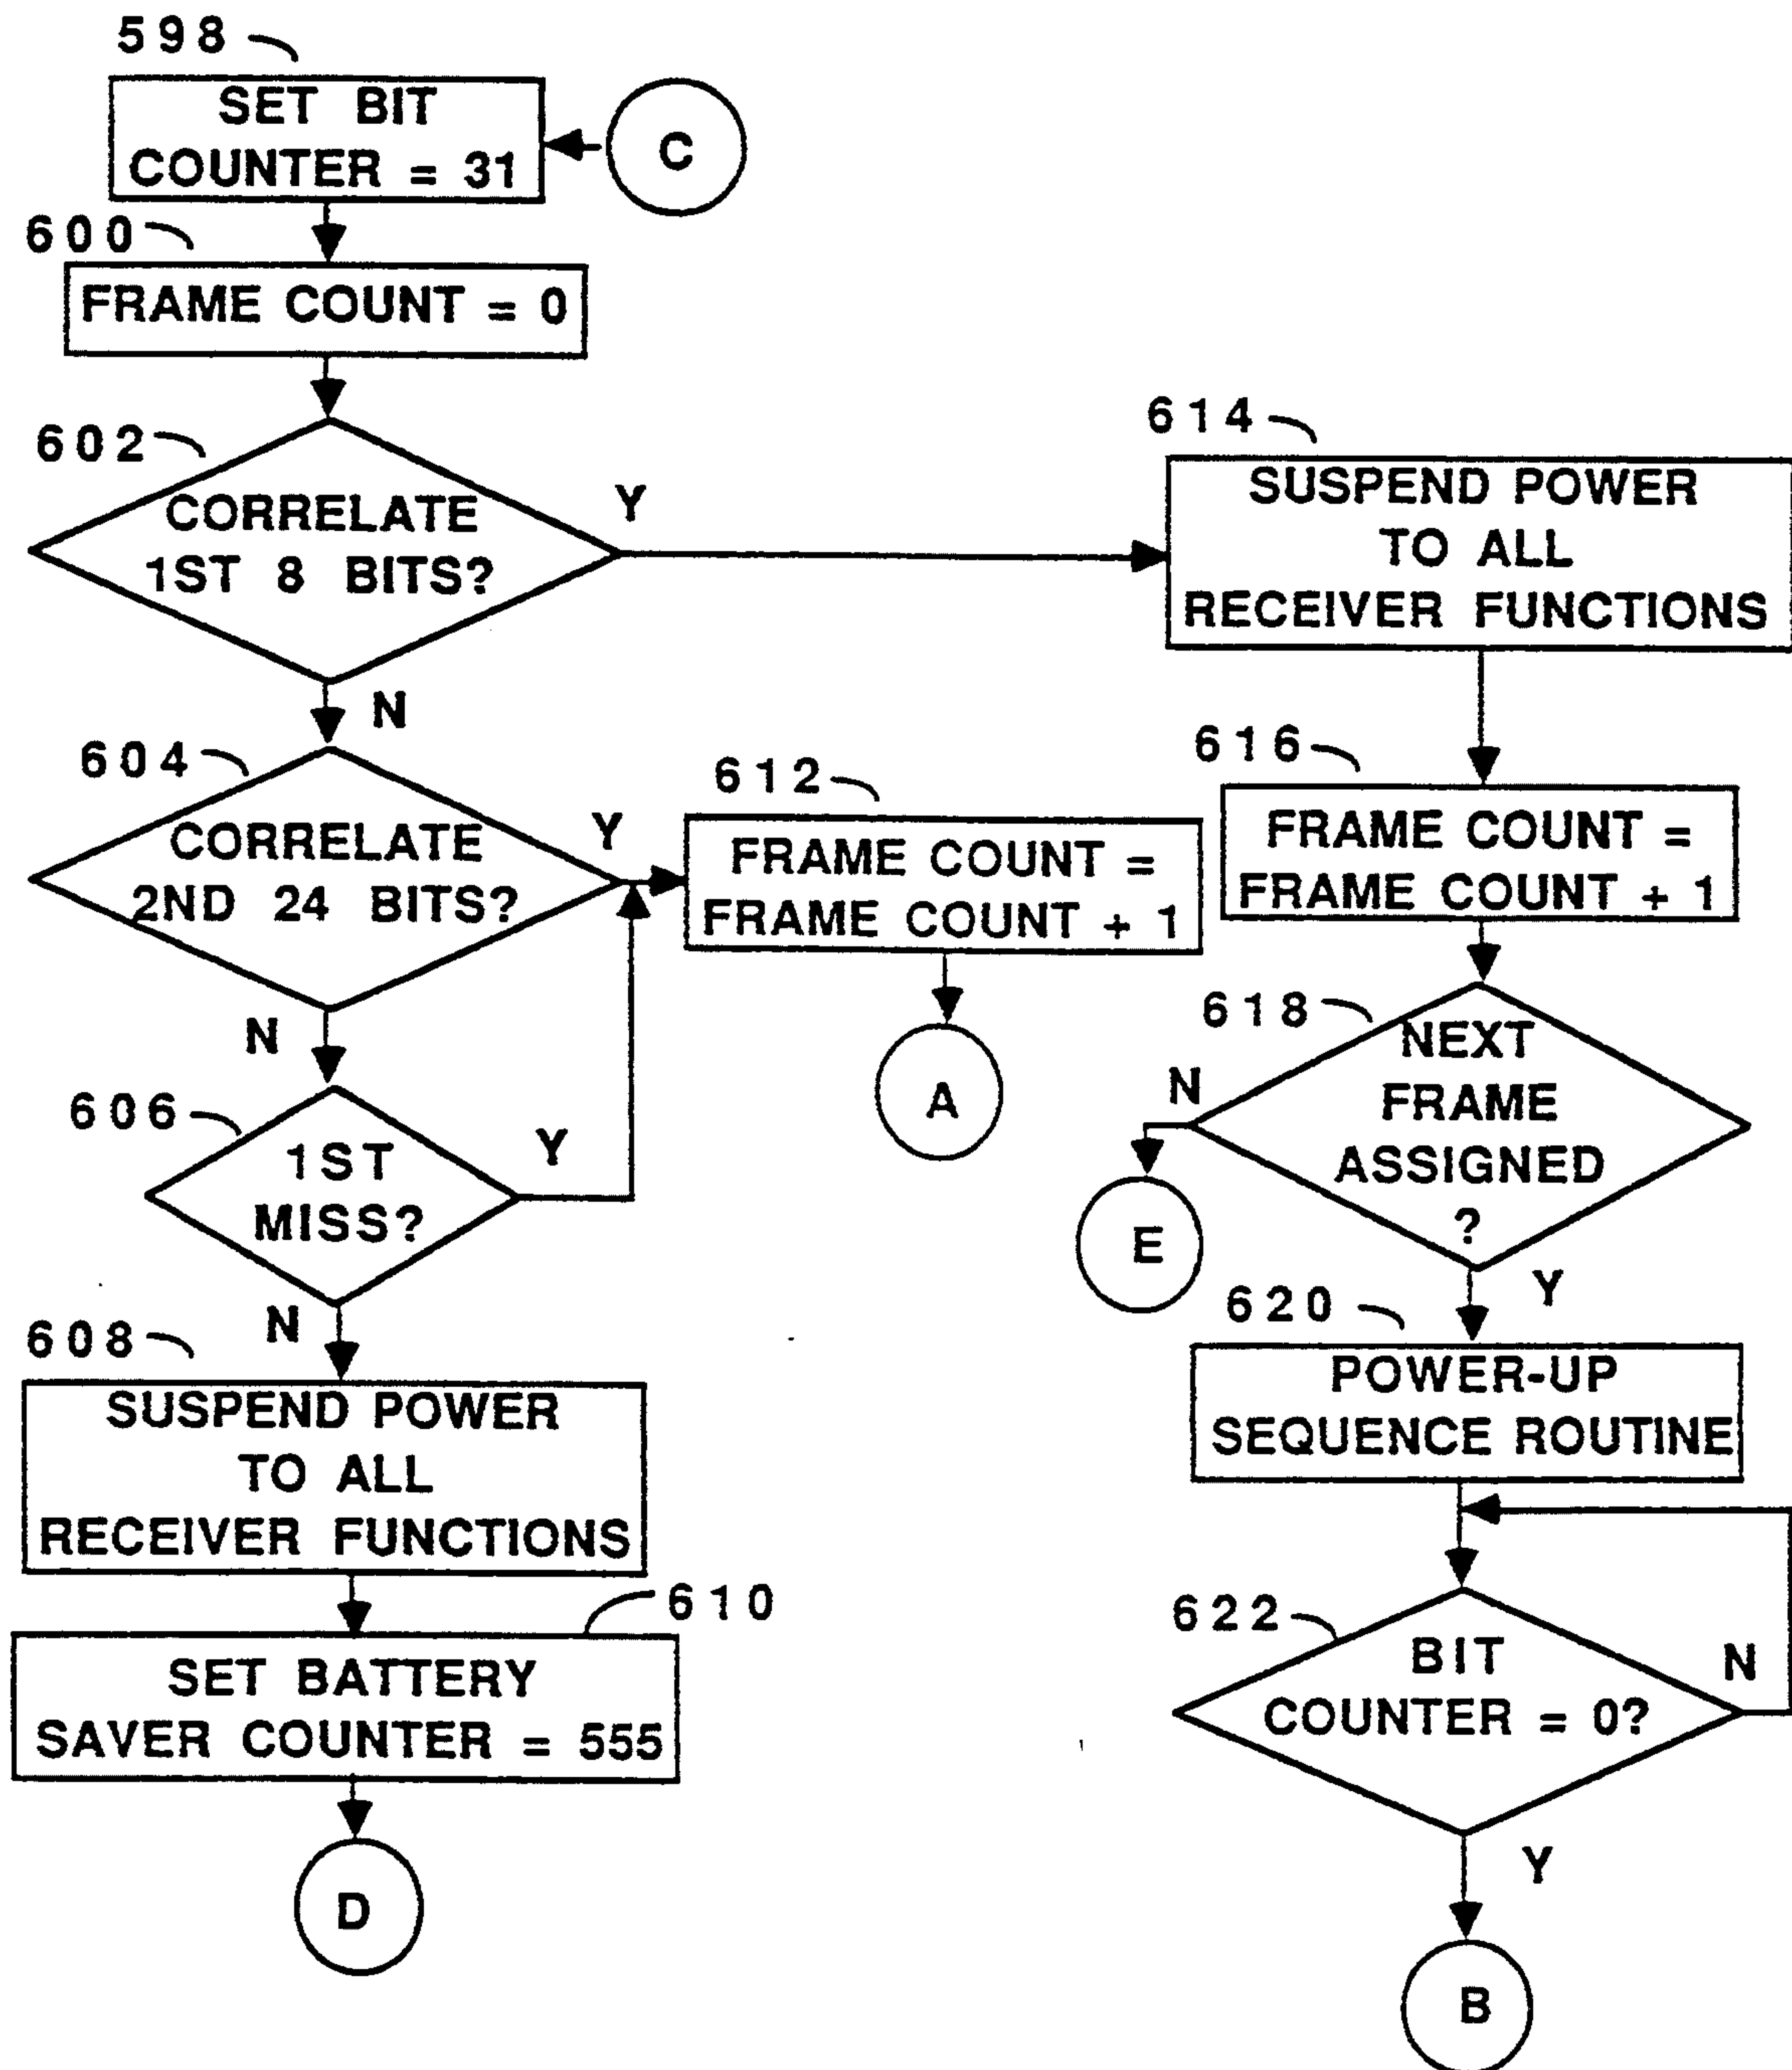 598
SET BIT
COUNTER = 31
C
600
FRAME COUNT = 0
602
CORRELATE
1ST 8 BITS?
Y
N
604
CORRELATE
2ND 24 BITS?
Y
N
606
1ST
MISS?
Y
N
608
SUSPEND POWER
TO ALL
RECEIVER FUNCTIONS
610
SET BATTERY
SAVER COUNTER = 555
D
612
FRAME COUNT =
FRAME COUNT + 1
A
614
SUSPEND POWER
TO ALL
RECEIVER FUNCTIONS
616
FRAME COUNT =
FRAME COUNT + 1
618
NEXT
FRAME
ASSIGNED
?
N
E
Y
620
POWER-UP
SEQUENCE ROUTINE
622
BIT
COUNTER = 0?
N
Y
B